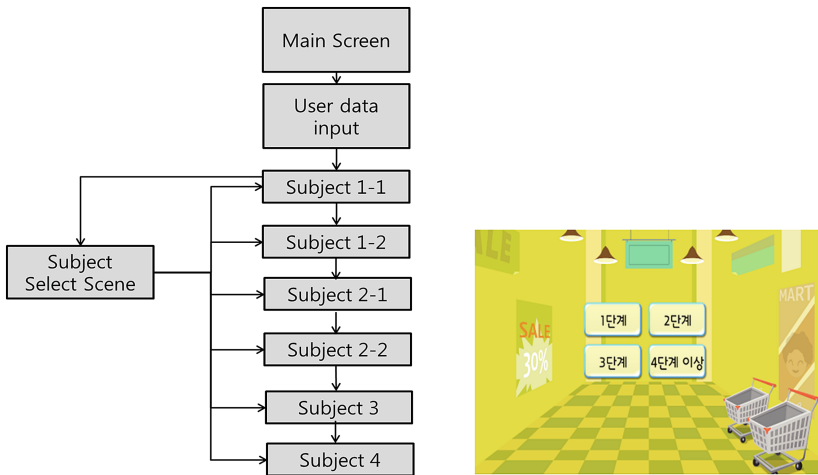 Main Screen
User data
input
Subject 1-1
Subject 1-2
Subject
Select Scene
Subject 2-1
Subject 2-2
Subject 3
Subject 4
ALE
MART
SALE
30%
1단계
2단계
3단계
4단계 이상